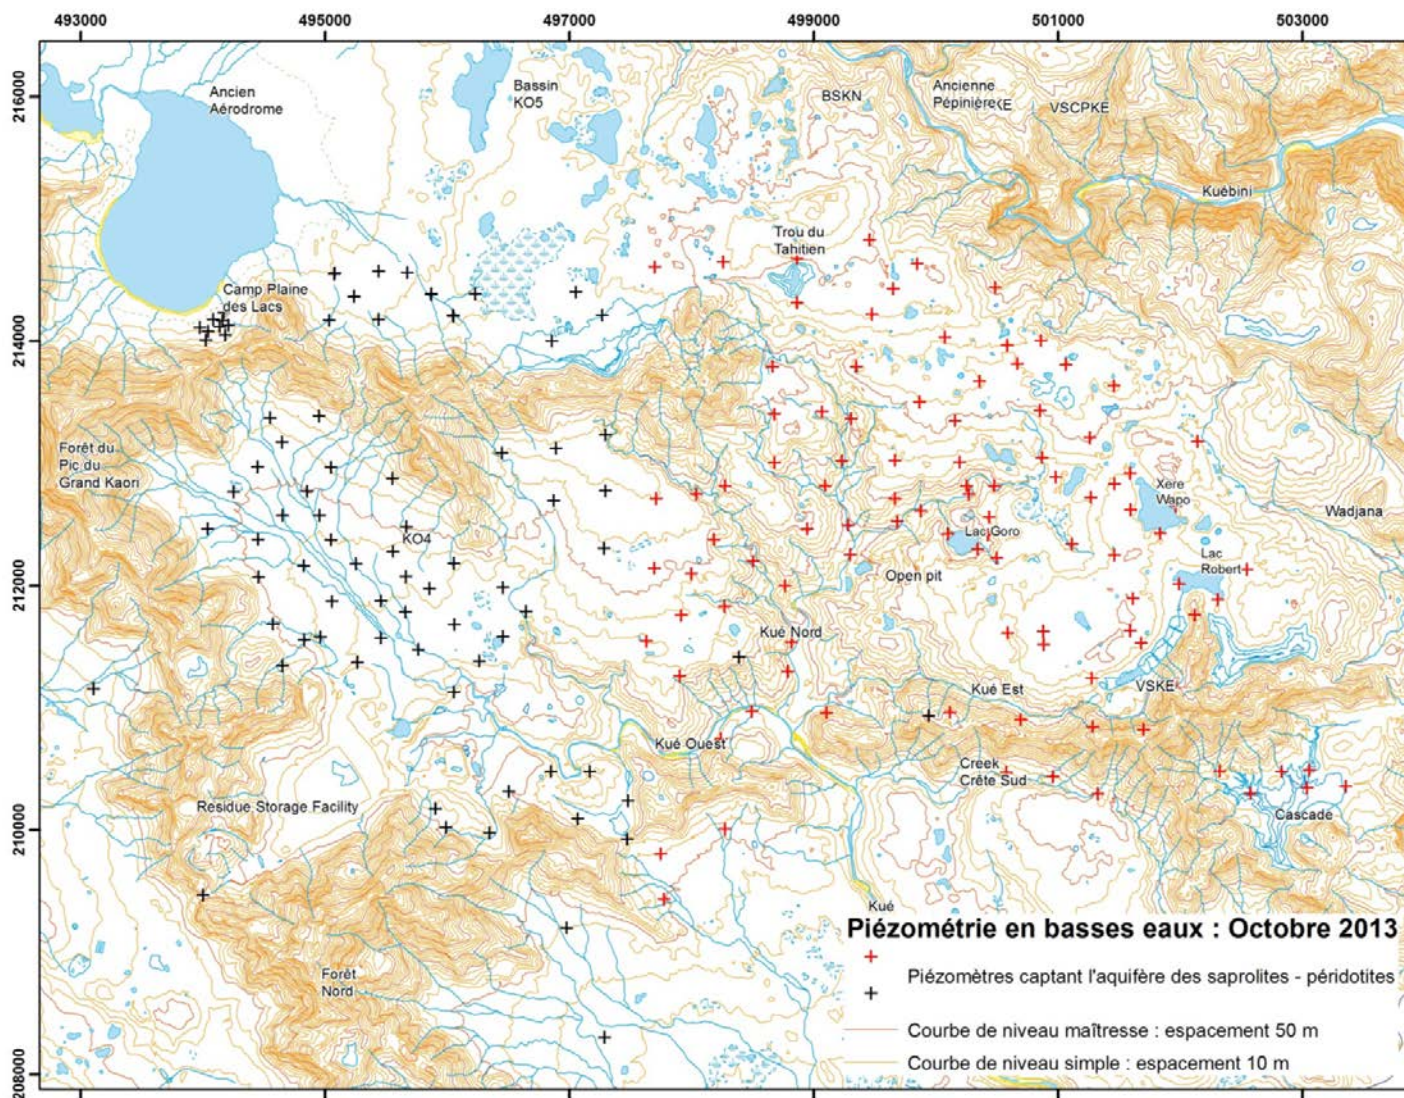 493000 495000 497000 499000 501000 503000
216000
214000
212000
210000
208000
Ancien
Aérodrome
Bassin
KO5
BSKN
Ancienne
Pépinière
VSCPKE
Kuébini
Trou du
Tahitien
Camp Plaine
des Lacs
Forêt du
Pic du
Grand Kaori
KO4
Xere
Wapo
Wadjana
Lac Goro
Lac
Robert
Open pit
Kué Nord
Kué Est
VSKE
Kué Ouest
Creek
Crête Sud
Residue Storage Facility
Cascade
Kué
Forêt
Nord
Piézométrie en basses eaux : Octobre 2013
Piézomètres captant l'aquifère des saprolites - péridotites
Courbe de niveau maîtresse : espacement 50 m
Courbe de niveau simple : espacement 10 m